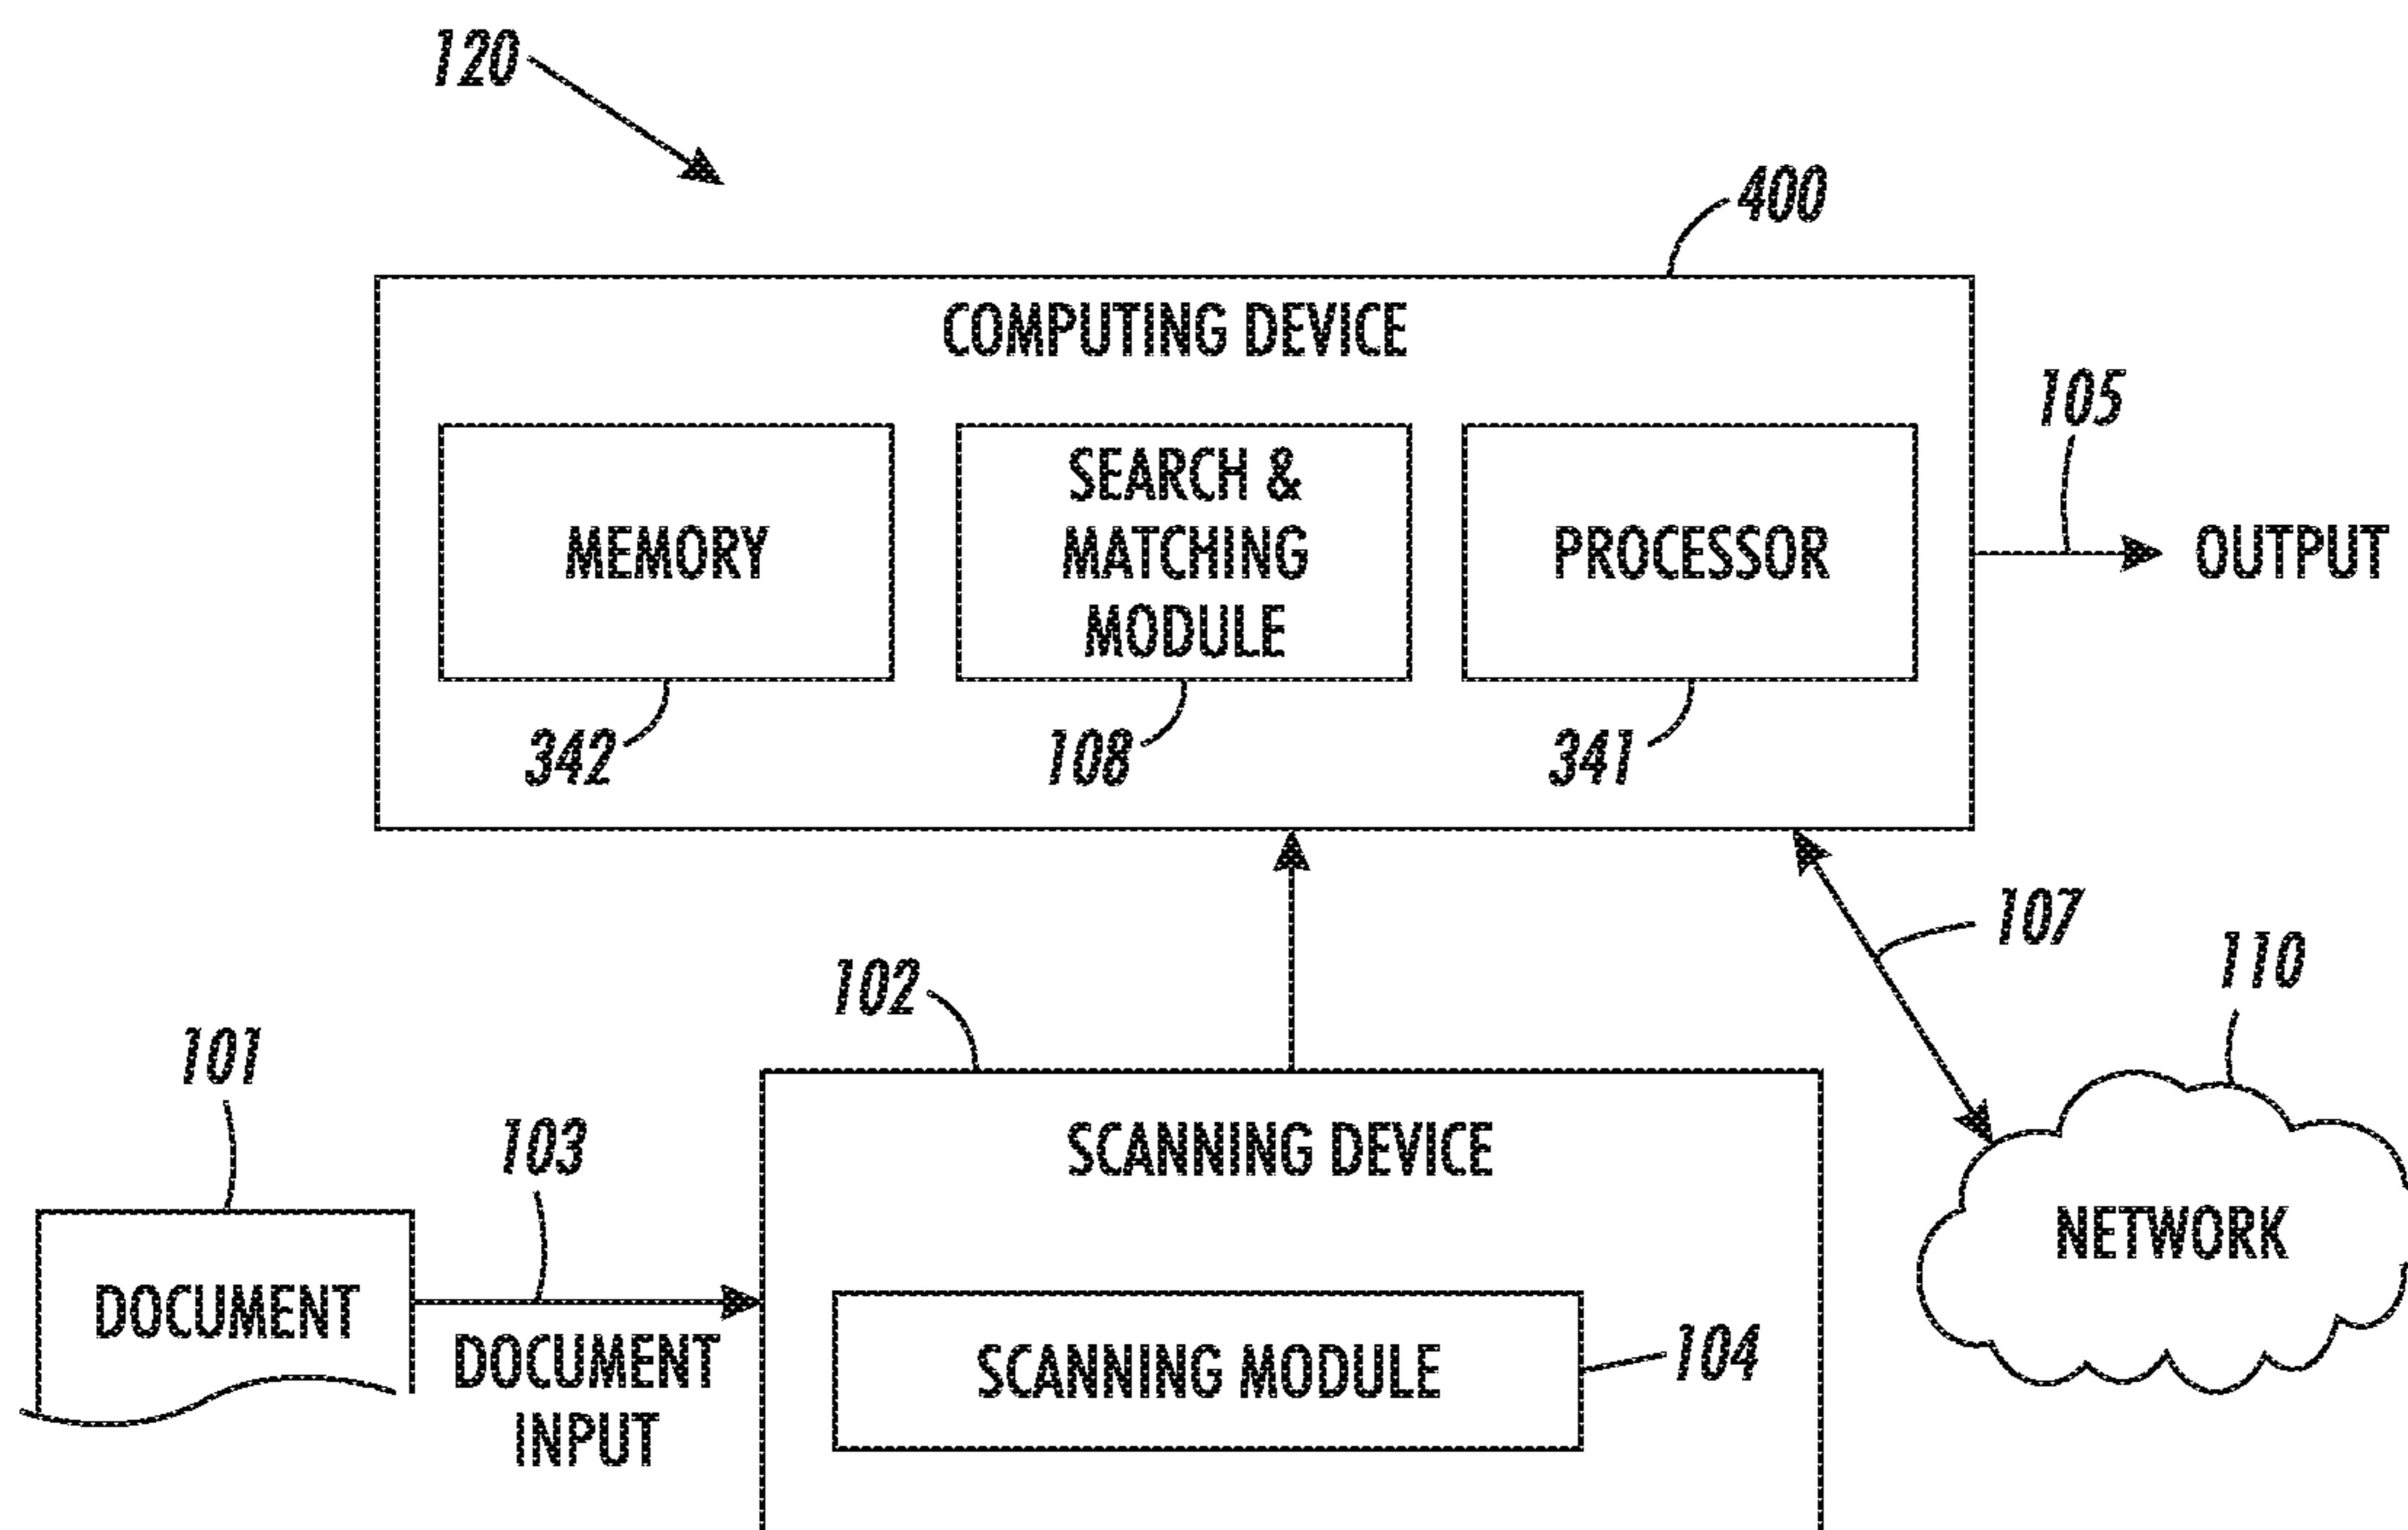 120
400
COMPUTING DEVICE
105
MEMORY
SEARCH &
MATCHING
MODULE
PROCESSOR
OUTPUT
342
108
341
107
102
110
101
103
SCANNING DEVICE
NETWORK
DOCUMENT
DOCUMENT
INPUT
SCANNING MODULE
104